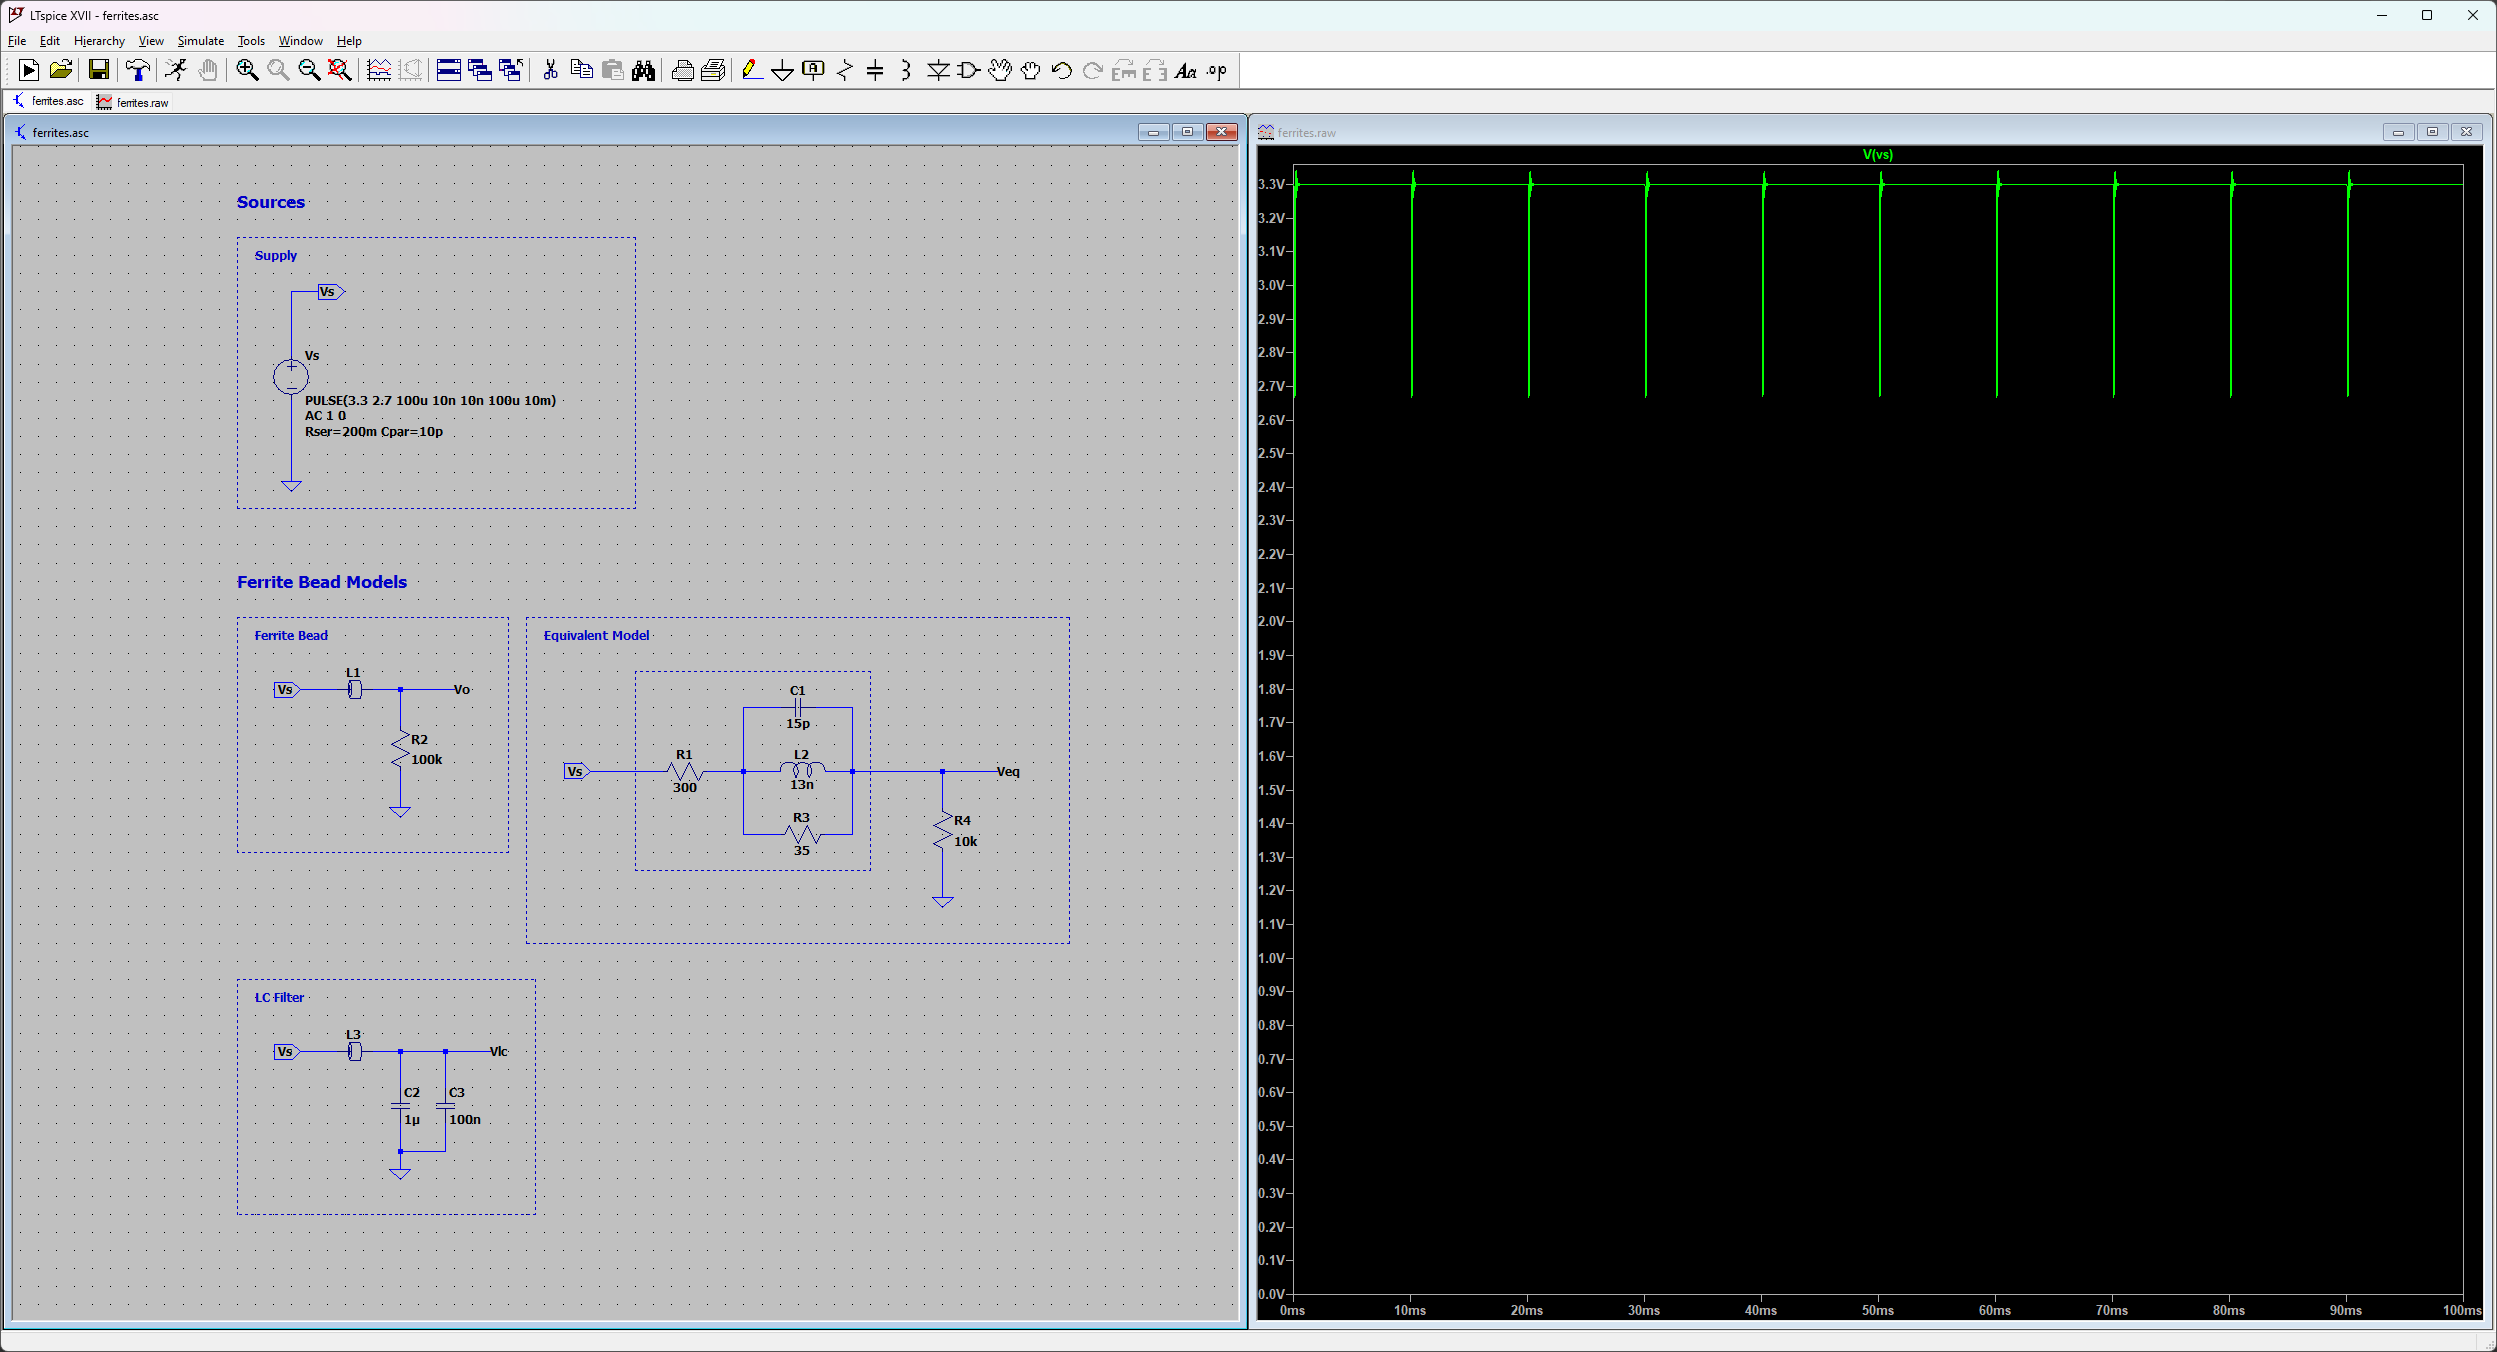 LTspice XVII - ferrites.asc
File Edit Hierarchy View Simulate Tools Window Help
.op
ferrites.asc ferrites.raw
ferrites.asc
Sources
Supply
Vs
Vs
PULSE(3.3 2.7 100u 10n 10n 100u 10m)
AC 1 0
Rser=200m Cpar=10p
Ferrite Bead Models
Ferrite Bead
L1
Vs
Vo
R2
100k
Equivalent Model
C1
15p
R1
L2
Vs
Veq
300
13n
R3
35
R4
10k
LC Filter
L3
Vs
Vlc
C2
C3
1µ
100n
ferrites.raw
V(vs)
3.3V
3.2V
3.1V
3.0V
2.9V
2.8V
2.7V
2.6V
2.5V
2.4V
2.3V
2.2V
2.1V
2.0V
1.9V
1.8V
1.7V
1.6V
1.5V
1.4V
1.3V
1.2V
1.1V
1.0V
0.9V
0.8V
0.7V
0.6V
0.5V
0.4V
0.3V
0.2V
0.1V
0.0V
0ms 10ms 20ms 30ms 40ms 50ms 60ms 70ms 80ms 90ms 100ms